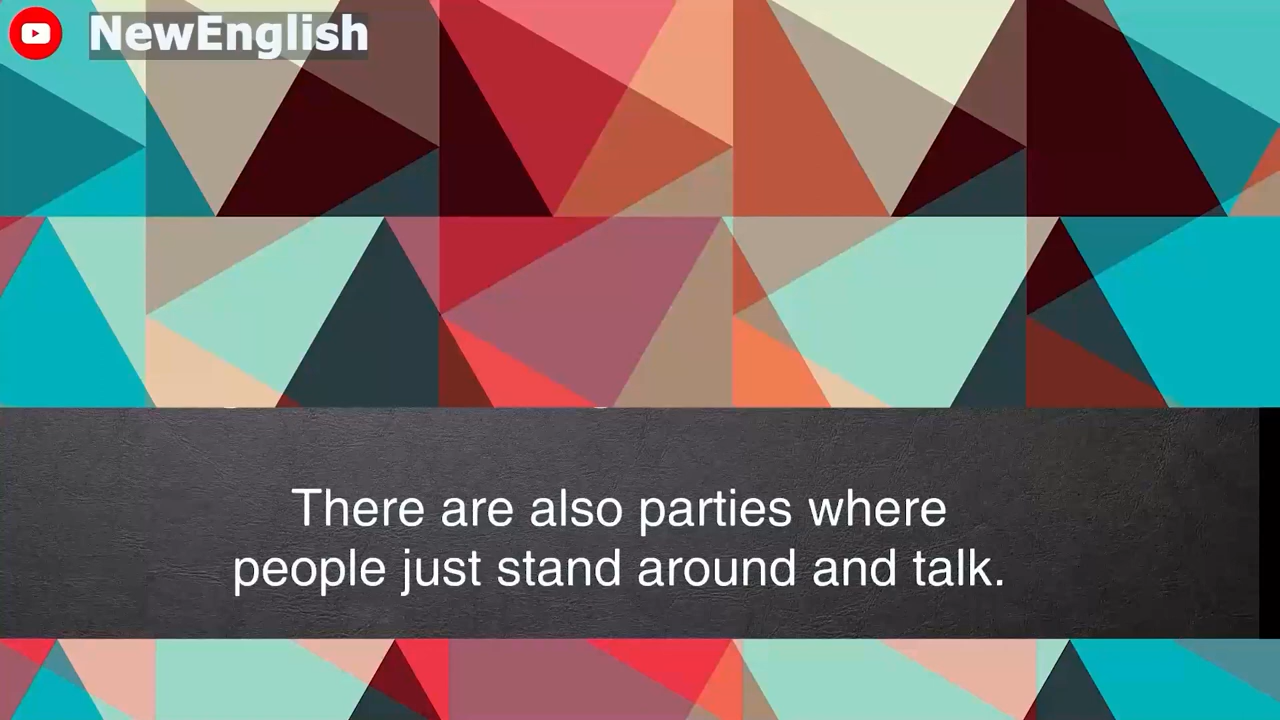 NewEnglish
There are also parties where
people just stand around and talk.